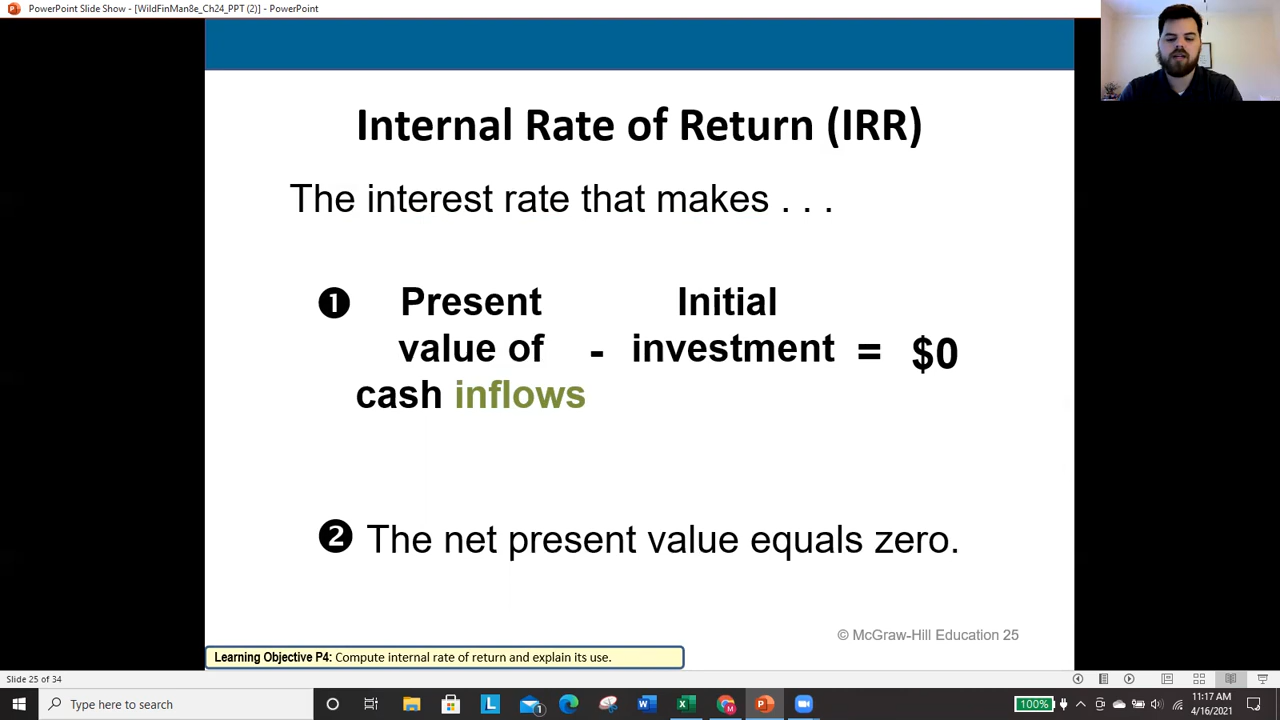 PowerPoint Slide Show - [WildFinMan8e_Ch24_PPT (2)] - PowerPoint
Internal Rate of Return (IRR)
The interest rate that makes . . .
❶ Present Initial
value of - investment = $0
cash inflows
❷ The net present value equals zero.
© McGraw-Hill Education 25
Learning Objective P4: Compute internal rate of return and explain its use.
Slide 25 of 34
Type here to search
L
1
W
X
M
P
100%
11:17 AM
4/16/2021